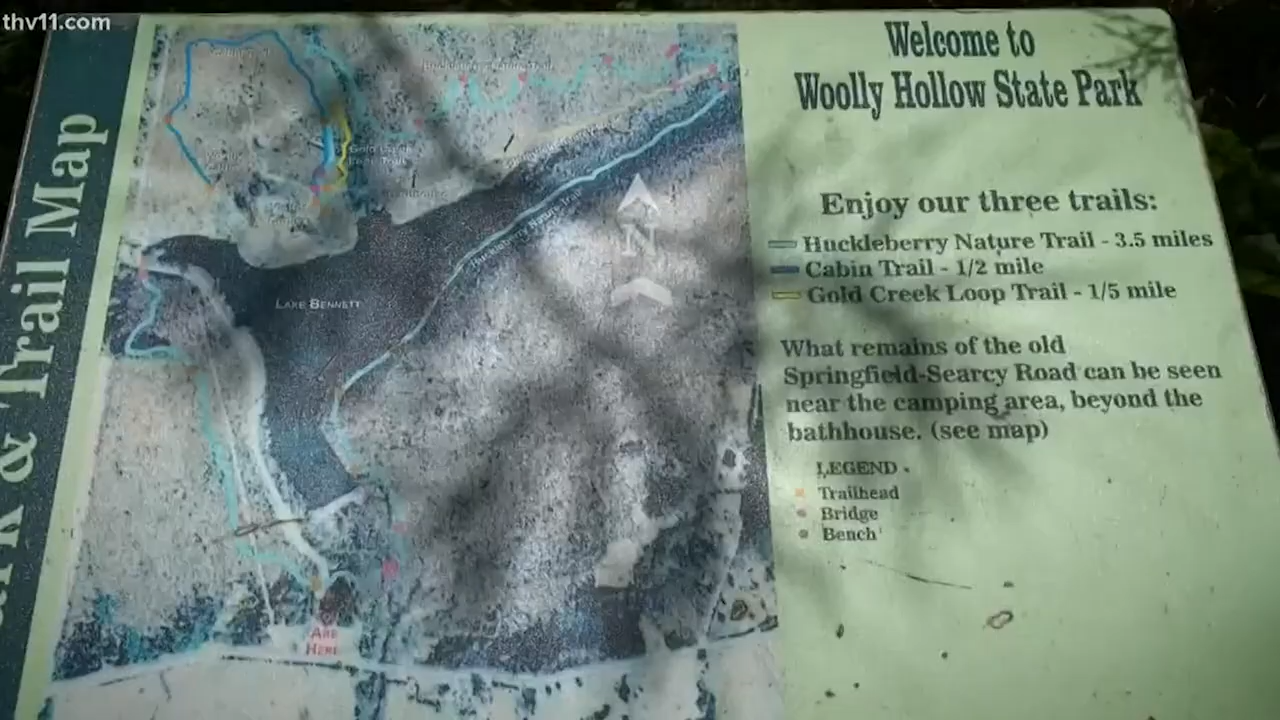 thv11.com
& Trail Map
Welcome to
Woolly Hollow State Park
Enjoy our three trails:
Huckleberry Nature Trail - 3.5 miles
Cabin Trail - 1/2 mile
Gold Creek Loop Trail - 1/5 mile
What remains of the old
Springfield-Searcy Road can be seen
near the camping area, beyond the
bathhouse. (see map)
LEGEND
Trailhead
Bridge
Bench
Huckleberry Nature Trail
N
LAKE BENNETT
ARE
HERE